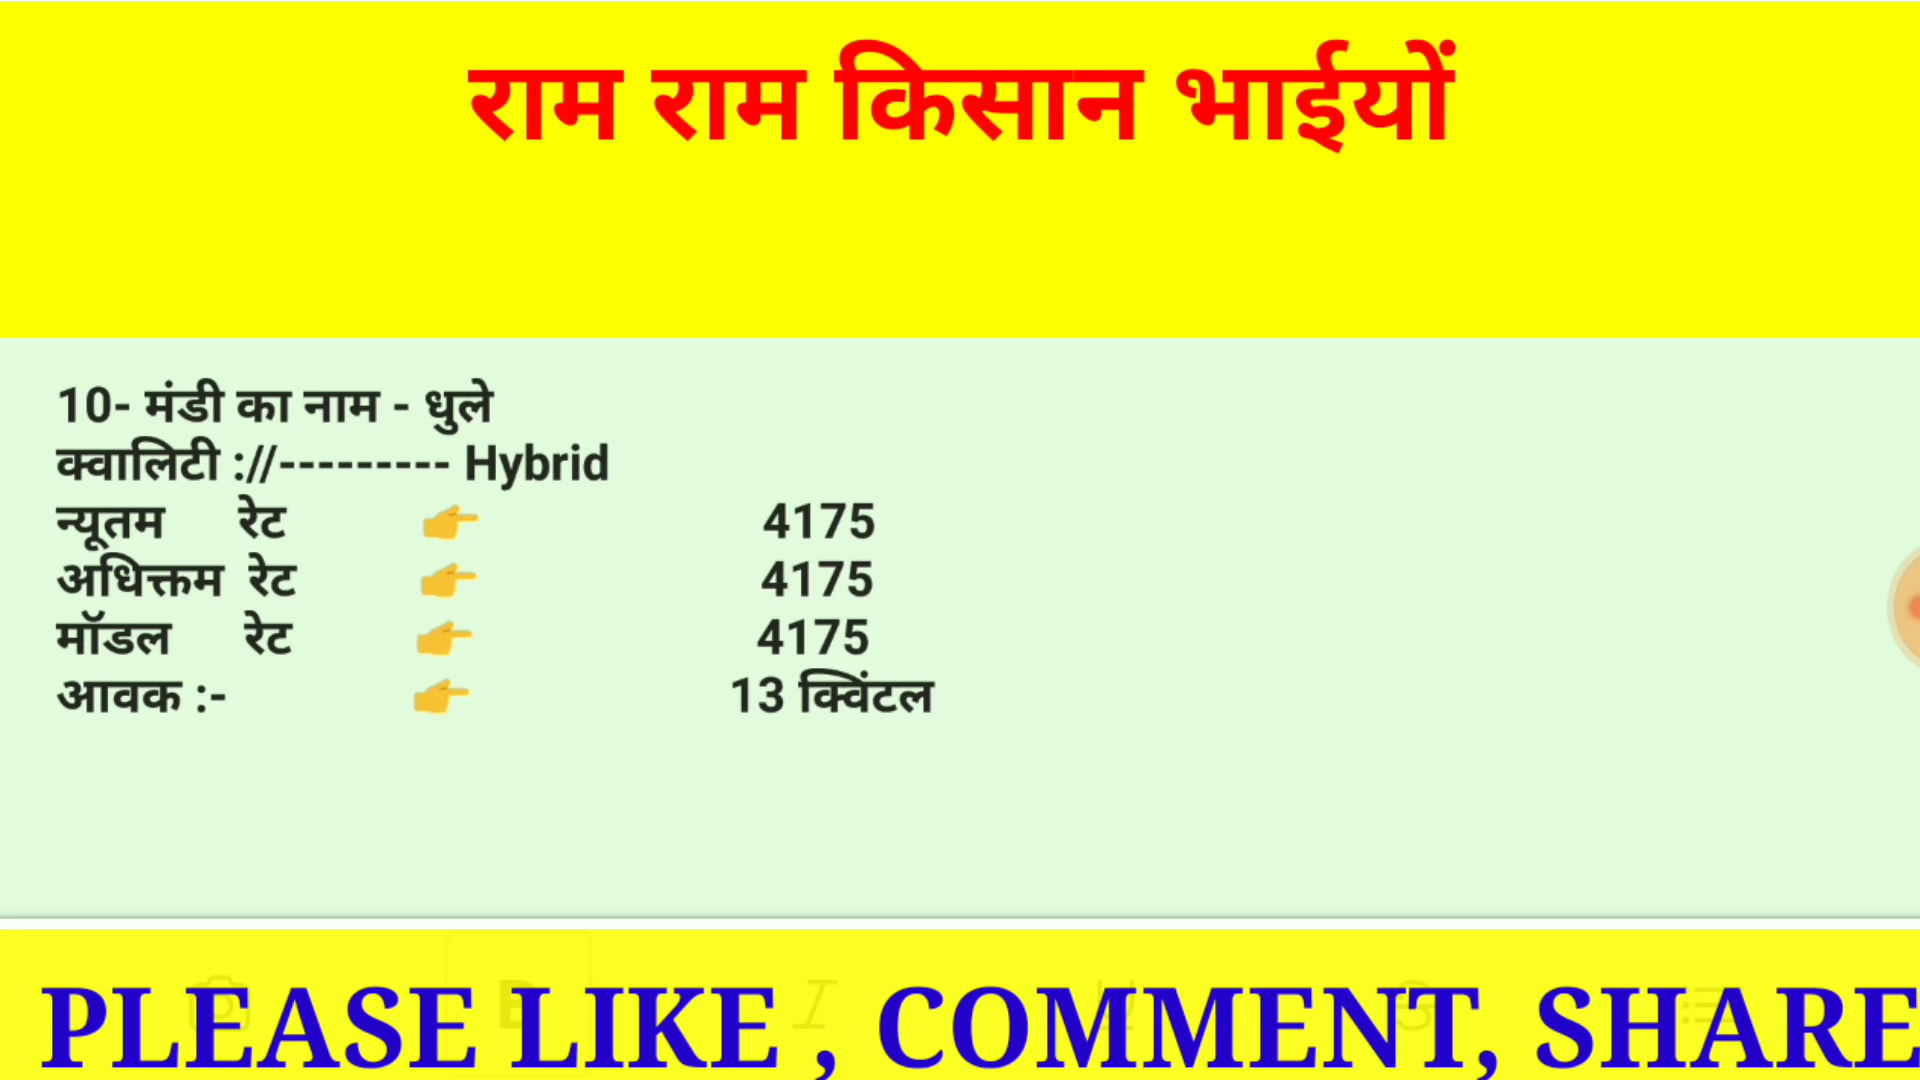 राम राम किसान भाईयों
10- मंडी का नाम - धुले
क्वालिटी ://--------- Hybrid
न्यूतम रेट 👉 4175
अधिक्तम रेट 👉 4175
मॉडल रेट 👉 4175
आवक :- 👉 13 क्विंटल
PLEASE LIKE , COMMENT, SHARE